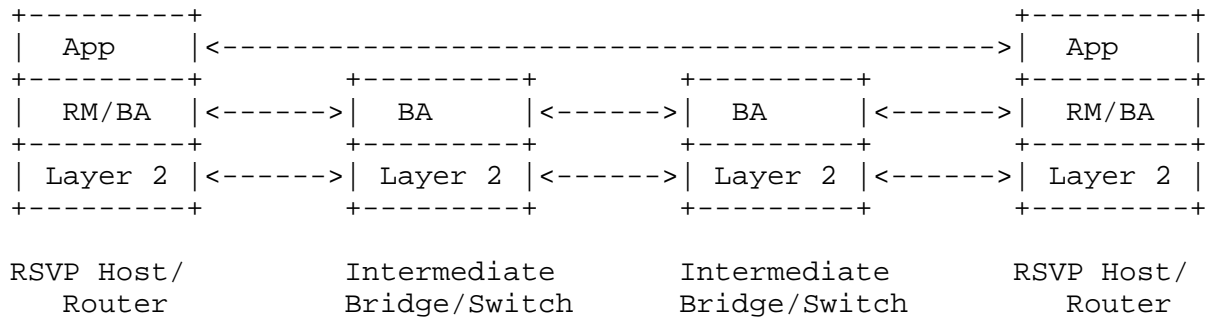 +---------+                                              +---------+
|  App    |<-------------------------------------------->|  App    |
+---------+        +---------+        +---------+        +---------+
|  RM/BA  |<------>|  BA     |<------>|  BA     |<------>|  RM/BA  |
+---------+        +---------+        +---------+        +---------+
| Layer 2 |<------>| Layer 2 |<------>| Layer 2 |<------>| Layer 2 |
+---------+        +---------+        +---------+        +---------+
RSVP Host/         Intermediate       Intermediate       RSVP Host/
   Router          Bridge/Switch      Bridge/Switch         Router